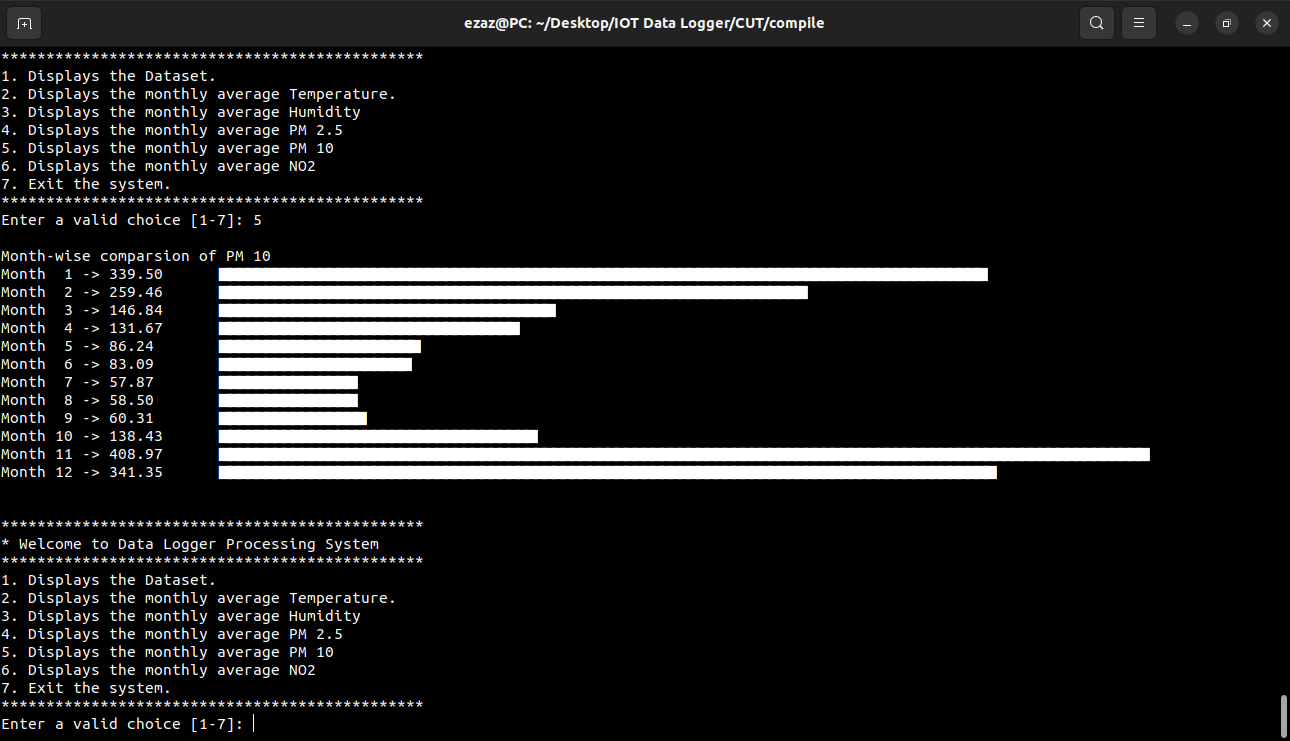 ezaz@PC: ~/Desktop/IOT Data Logger/CUT/compile
***********************************************
1. Displays the Dataset.
2. Displays the monthly average Temperature.
3. Displays the monthly average Humidity
4. Displays the monthly average PM 2.5
5. Displays the monthly average PM 10
6. Displays the monthly average NO2
7. Exit the system.
***********************************************
Enter a valid choice [1-7]: 5
Month-wise comparsion of PM 10
Month  1 -> 339.50
Month  2 -> 259.46
Month  3 -> 146.84
Month  4 -> 131.67
Month  5 -> 86.24
Month  6 -> 83.09
Month  7 -> 57.87
Month  8 -> 58.50
Month  9 -> 60.31
Month 10 -> 138.43
Month 11 -> 408.97
Month 12 -> 341.35
***********************************************
* Welcome to Data Logger Processing System
***********************************************
1. Displays the Dataset.
2. Displays the monthly average Temperature.
3. Displays the monthly average Humidity
4. Displays the monthly average PM 2.5
5. Displays the monthly average PM 10
6. Displays the monthly average NO2
7. Exit the system.
***********************************************
Enter a valid choice [1-7]: